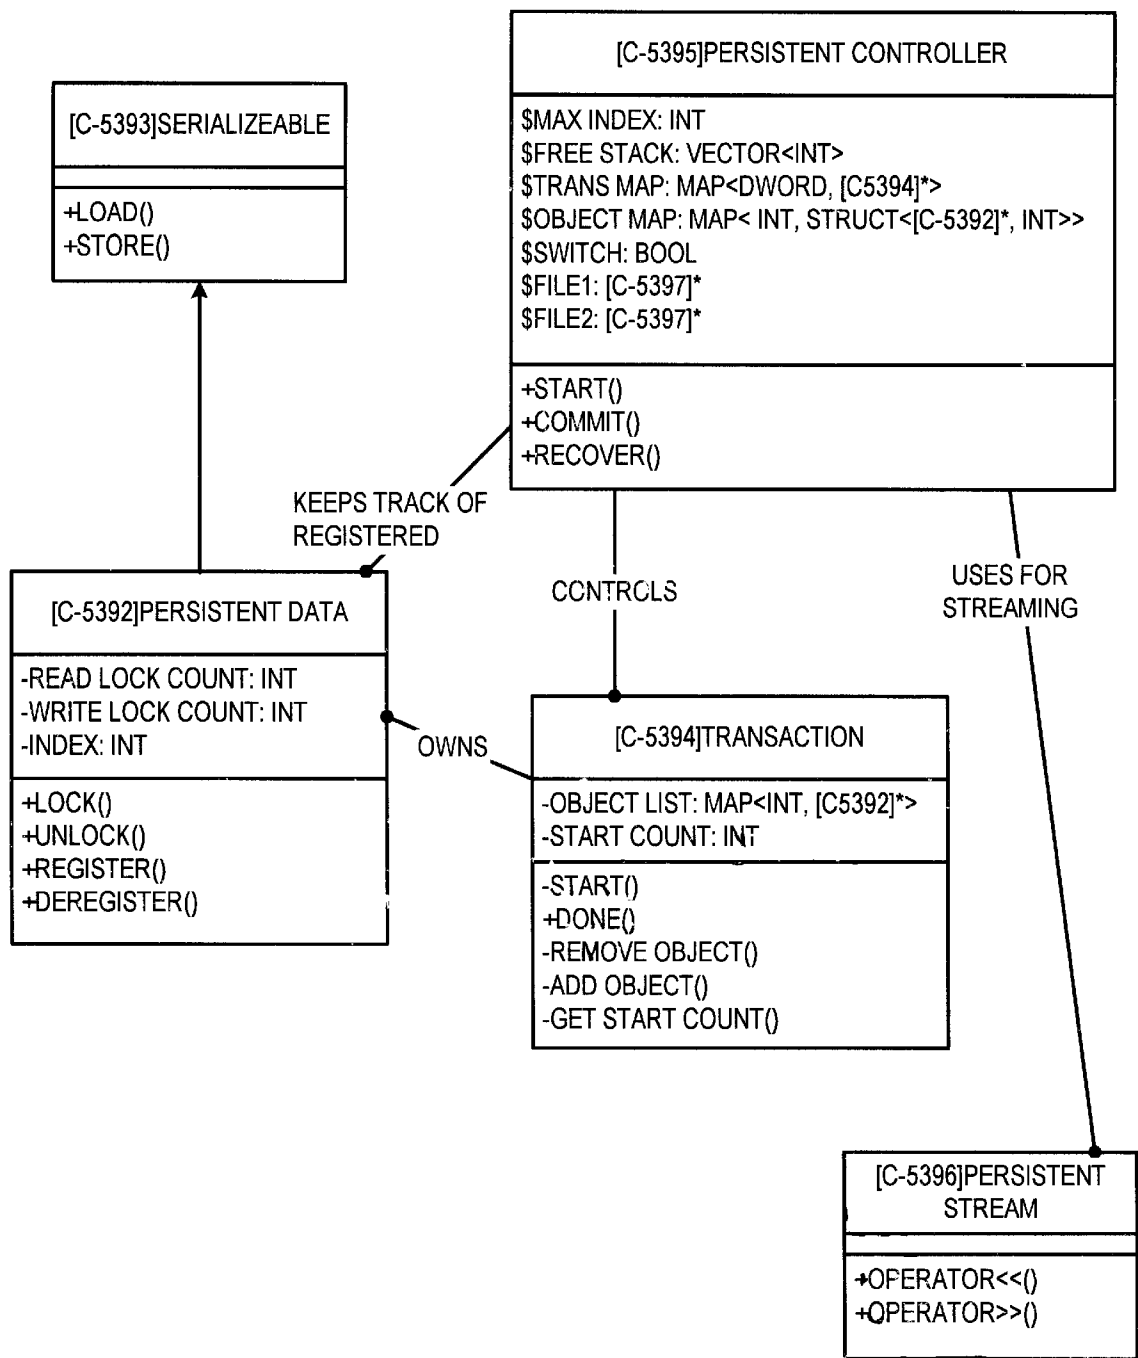 [C-5395]PERSISTENT CONTROLLER
$MAX INDEX: INT
$FREE STACK: VECTOR<INT>
$TRANS MAP: MAP<DWORD, [C5394]*>
$OBJECT MAP: MAP< INT, STRUCT<[C-5392]*, INT>>
$SWITCH: BOOL
$FILE1: [C-5397]*
$FILE2: [C-5397]*
+START()
+COMMIT()
+RECOVER()
[C-5393]SERIALIZEABLE
+LOAD()
+STORE()
KEEPS TRACK OF
REGISTERED
CONTROLS
USES FOR
STREAMING
[C-5392]PERSISTENT DATA
-READ LOCK COUNT: INT
-WRITE LOCK COUNT: INT
-INDEX: INT
+LOCK()
+UNLOCK()
+REGISTER()
+DEREGISTER()
OWNS
[C-5394]TRANSACTION
-OBJECT LIST: MAP<INT, [C5392]*>
-START COUNT: INT
-START()
+DONE()
-REMOVE OBJECT()
-ADD OBJECT()
-GET START COUNT()
[C-5396]PERSISTENT
STREAM
+OPERATOR<<()
+OPERATOR>>()